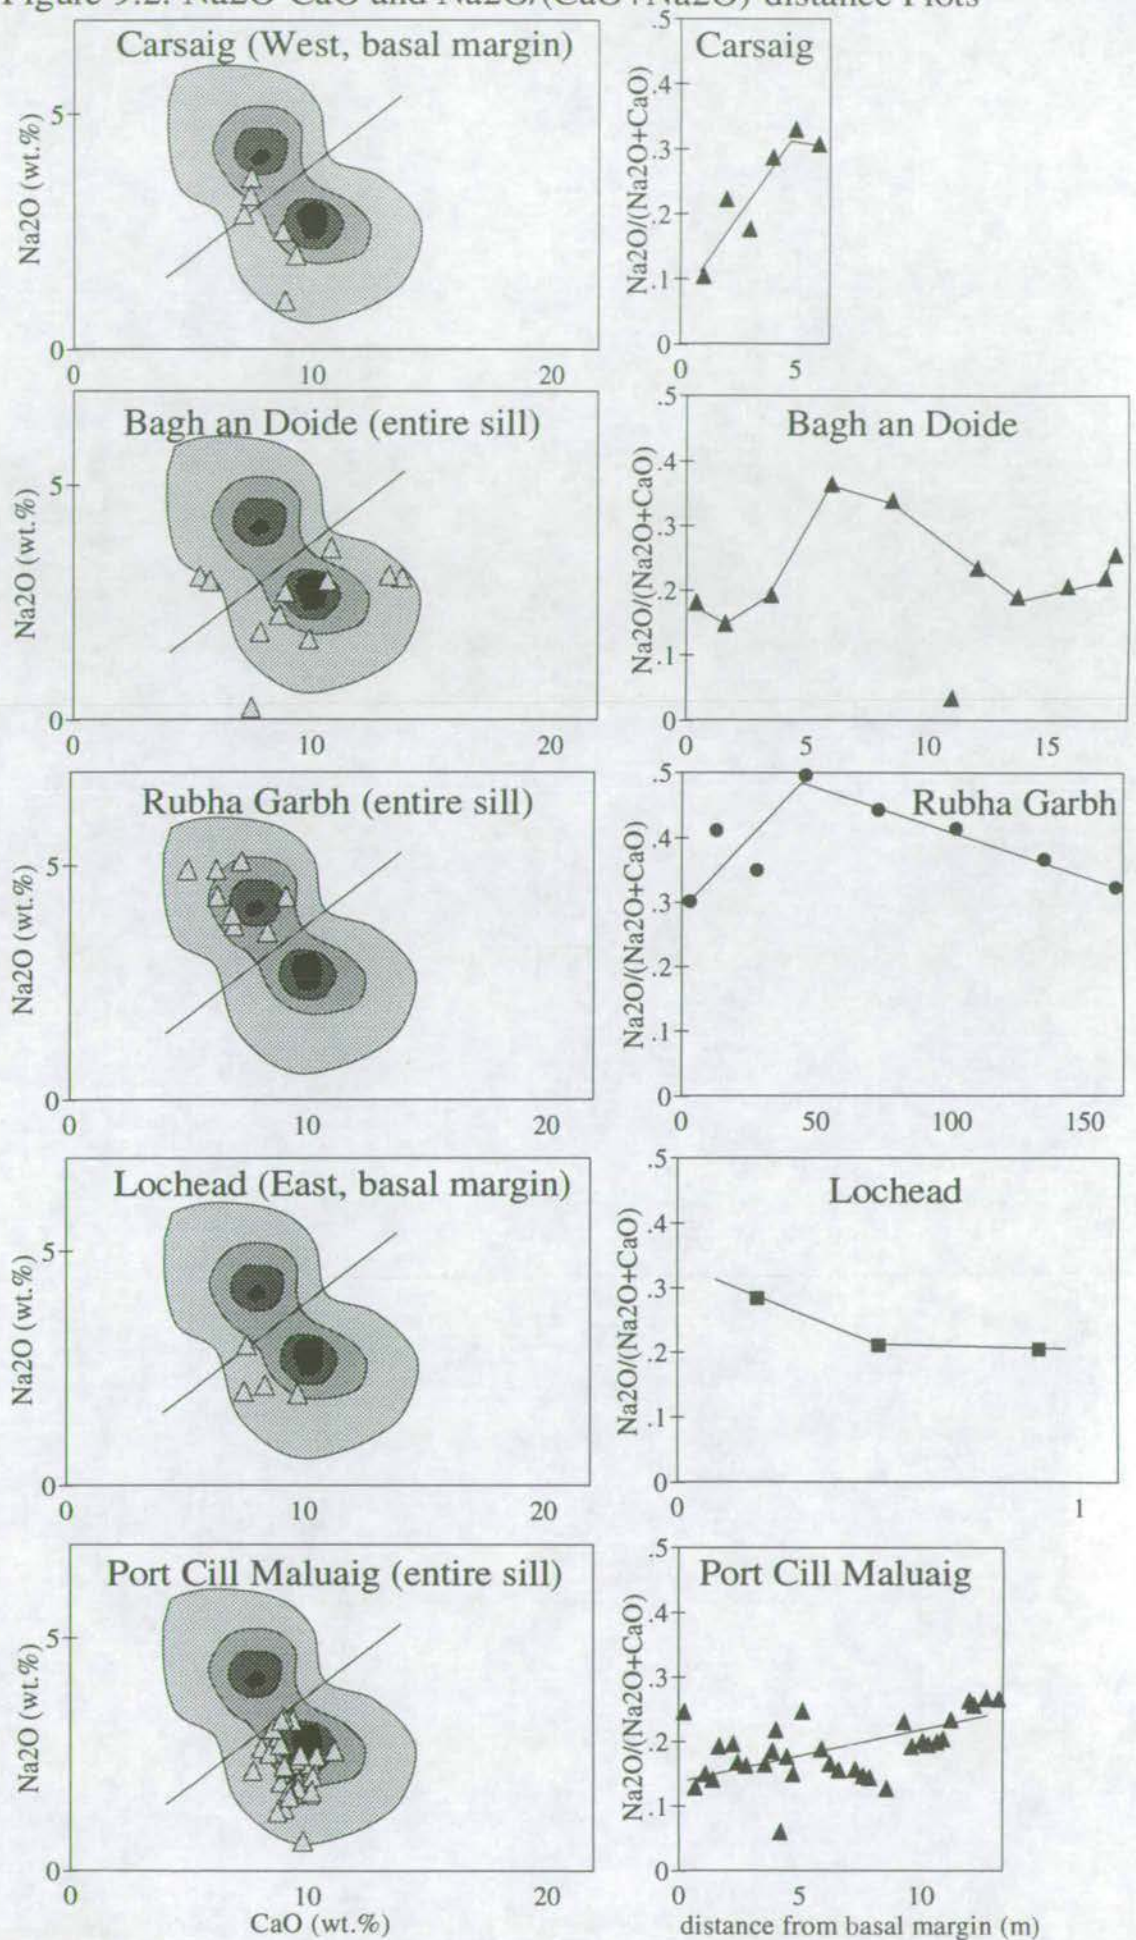 Figure 9.2. Na2O-CaO and Na2O/(CaO+Na2O)-distance Plots
Carsaig (West, basal margin)
Na2O (wt.%)
5
0
0 10 20
Carsaig
Na2O/(Na2O+CaO)
.5
.4
.3
.2
.1
0
0 5
Bagh an Doide (entire sill)
Na2O (wt.%)
5
0
0 10 20
Bagh an Doide
Na2O/(Na2O+CaO)
.5
.4
.3
.2
.1
0
0 5 10 15
Rubha Garbh (entire sill)
Na2O (wt.%)
5
0
0 10 20
Rubha Garbh
Na2O/(Na2O+CaO)
.5
.4
.3
.2
.1
0
0 50 100 150
Lochead (East, basal margin)
Na2O (wt.%)
5
0
0 10 20
Lochead
Na2O/(Na2O+CaO)
.5
.4
.3
.2
.1
0
0 1
Port Cill Maluaig (entire sill)
Na2O (wt.%)
5
0
0 10 20
CaO (wt.%)
Port Cill Maluaig
Na2O/(Na2O+CaO)
.5
.4
.3
.2
.1
0
0 5 10
distance from basal margin (m)